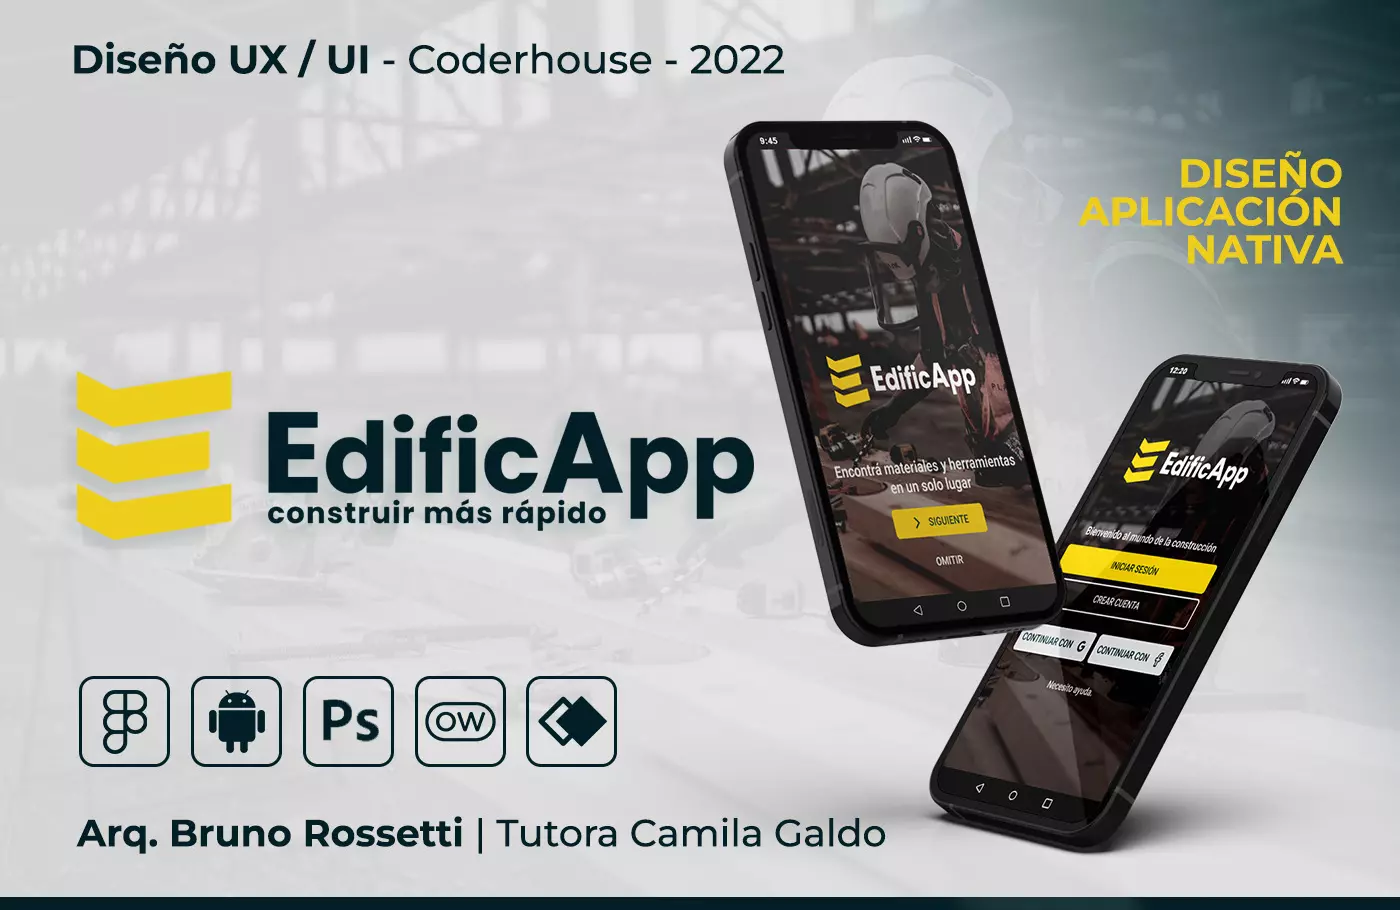 Diseño UX / UI - Coderhouse - 2022
DISEÑO
APLICACIÓN
NATIVA
EdificApp
construir más rápido
9:45
EdificApp
Encontrá materiales y herramientas
en un solo lugar
SIGUIENTE
OMITIR
12:20
EdificApp
Bienvenido al mundo de la construcción
INICIAR SESIÓN
CREAR CUENTA
CONTINUAR CON G
CONTINUAR CON f
Necesito ayuda.
Ps
OW
Arq. Bruno Rossetti | Tutora Camila Galdo